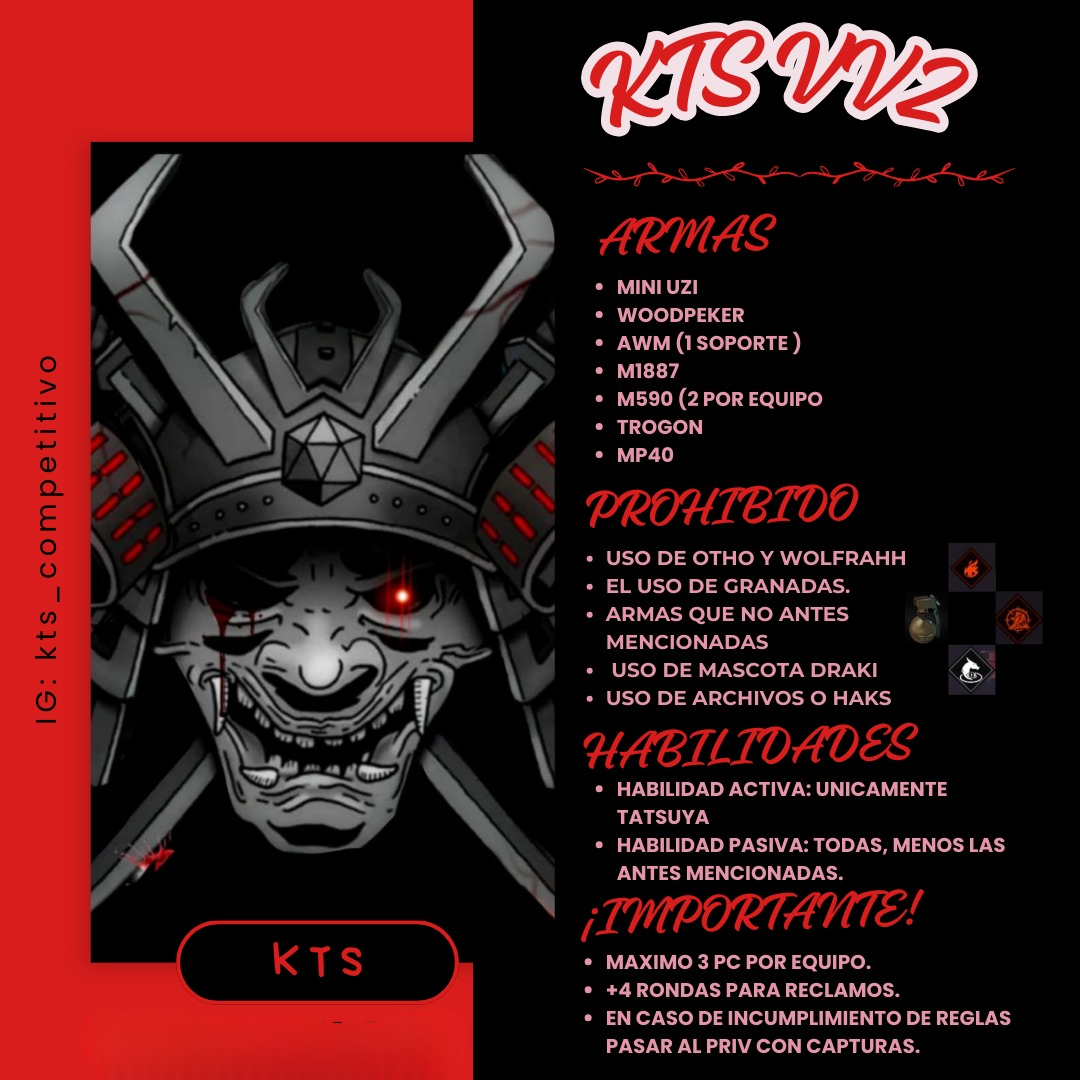 KTS VV2
ARMAS
• MINI UZI
• WOODPEKER
• AWM (1 SOPORTE )
• M1887
• M590 (2 POR EQUIPO
• TROGON
• MP40
PROHIBIDO
• USO DE OTHO Y WOLFRAHH
• EL USO DE GRANADAS.
• ARMAS QUE NO ANTES
MENCIONADAS
• USO DE MASCOTA DRAKI
• USO DE ARCHIVOS O HAKS
HABILIDADES
• HABILIDAD ACTIVA: UNICAMENTE
TATSUYA
• HABILIDAD PASIVA: TODAS, MENOS LAS
ANTES MENCIONADAS.
¡IMPORTANTE!
• MAXIMO 3 PC POR EQUIPO.
• +4 RONDAS PARA RECLAMOS.
• EN CASO DE INCUMPLIMIENTO DE REGLAS
PASAR AL PRIV CON CAPTURAS.
IG: kts_competitivo
KTS